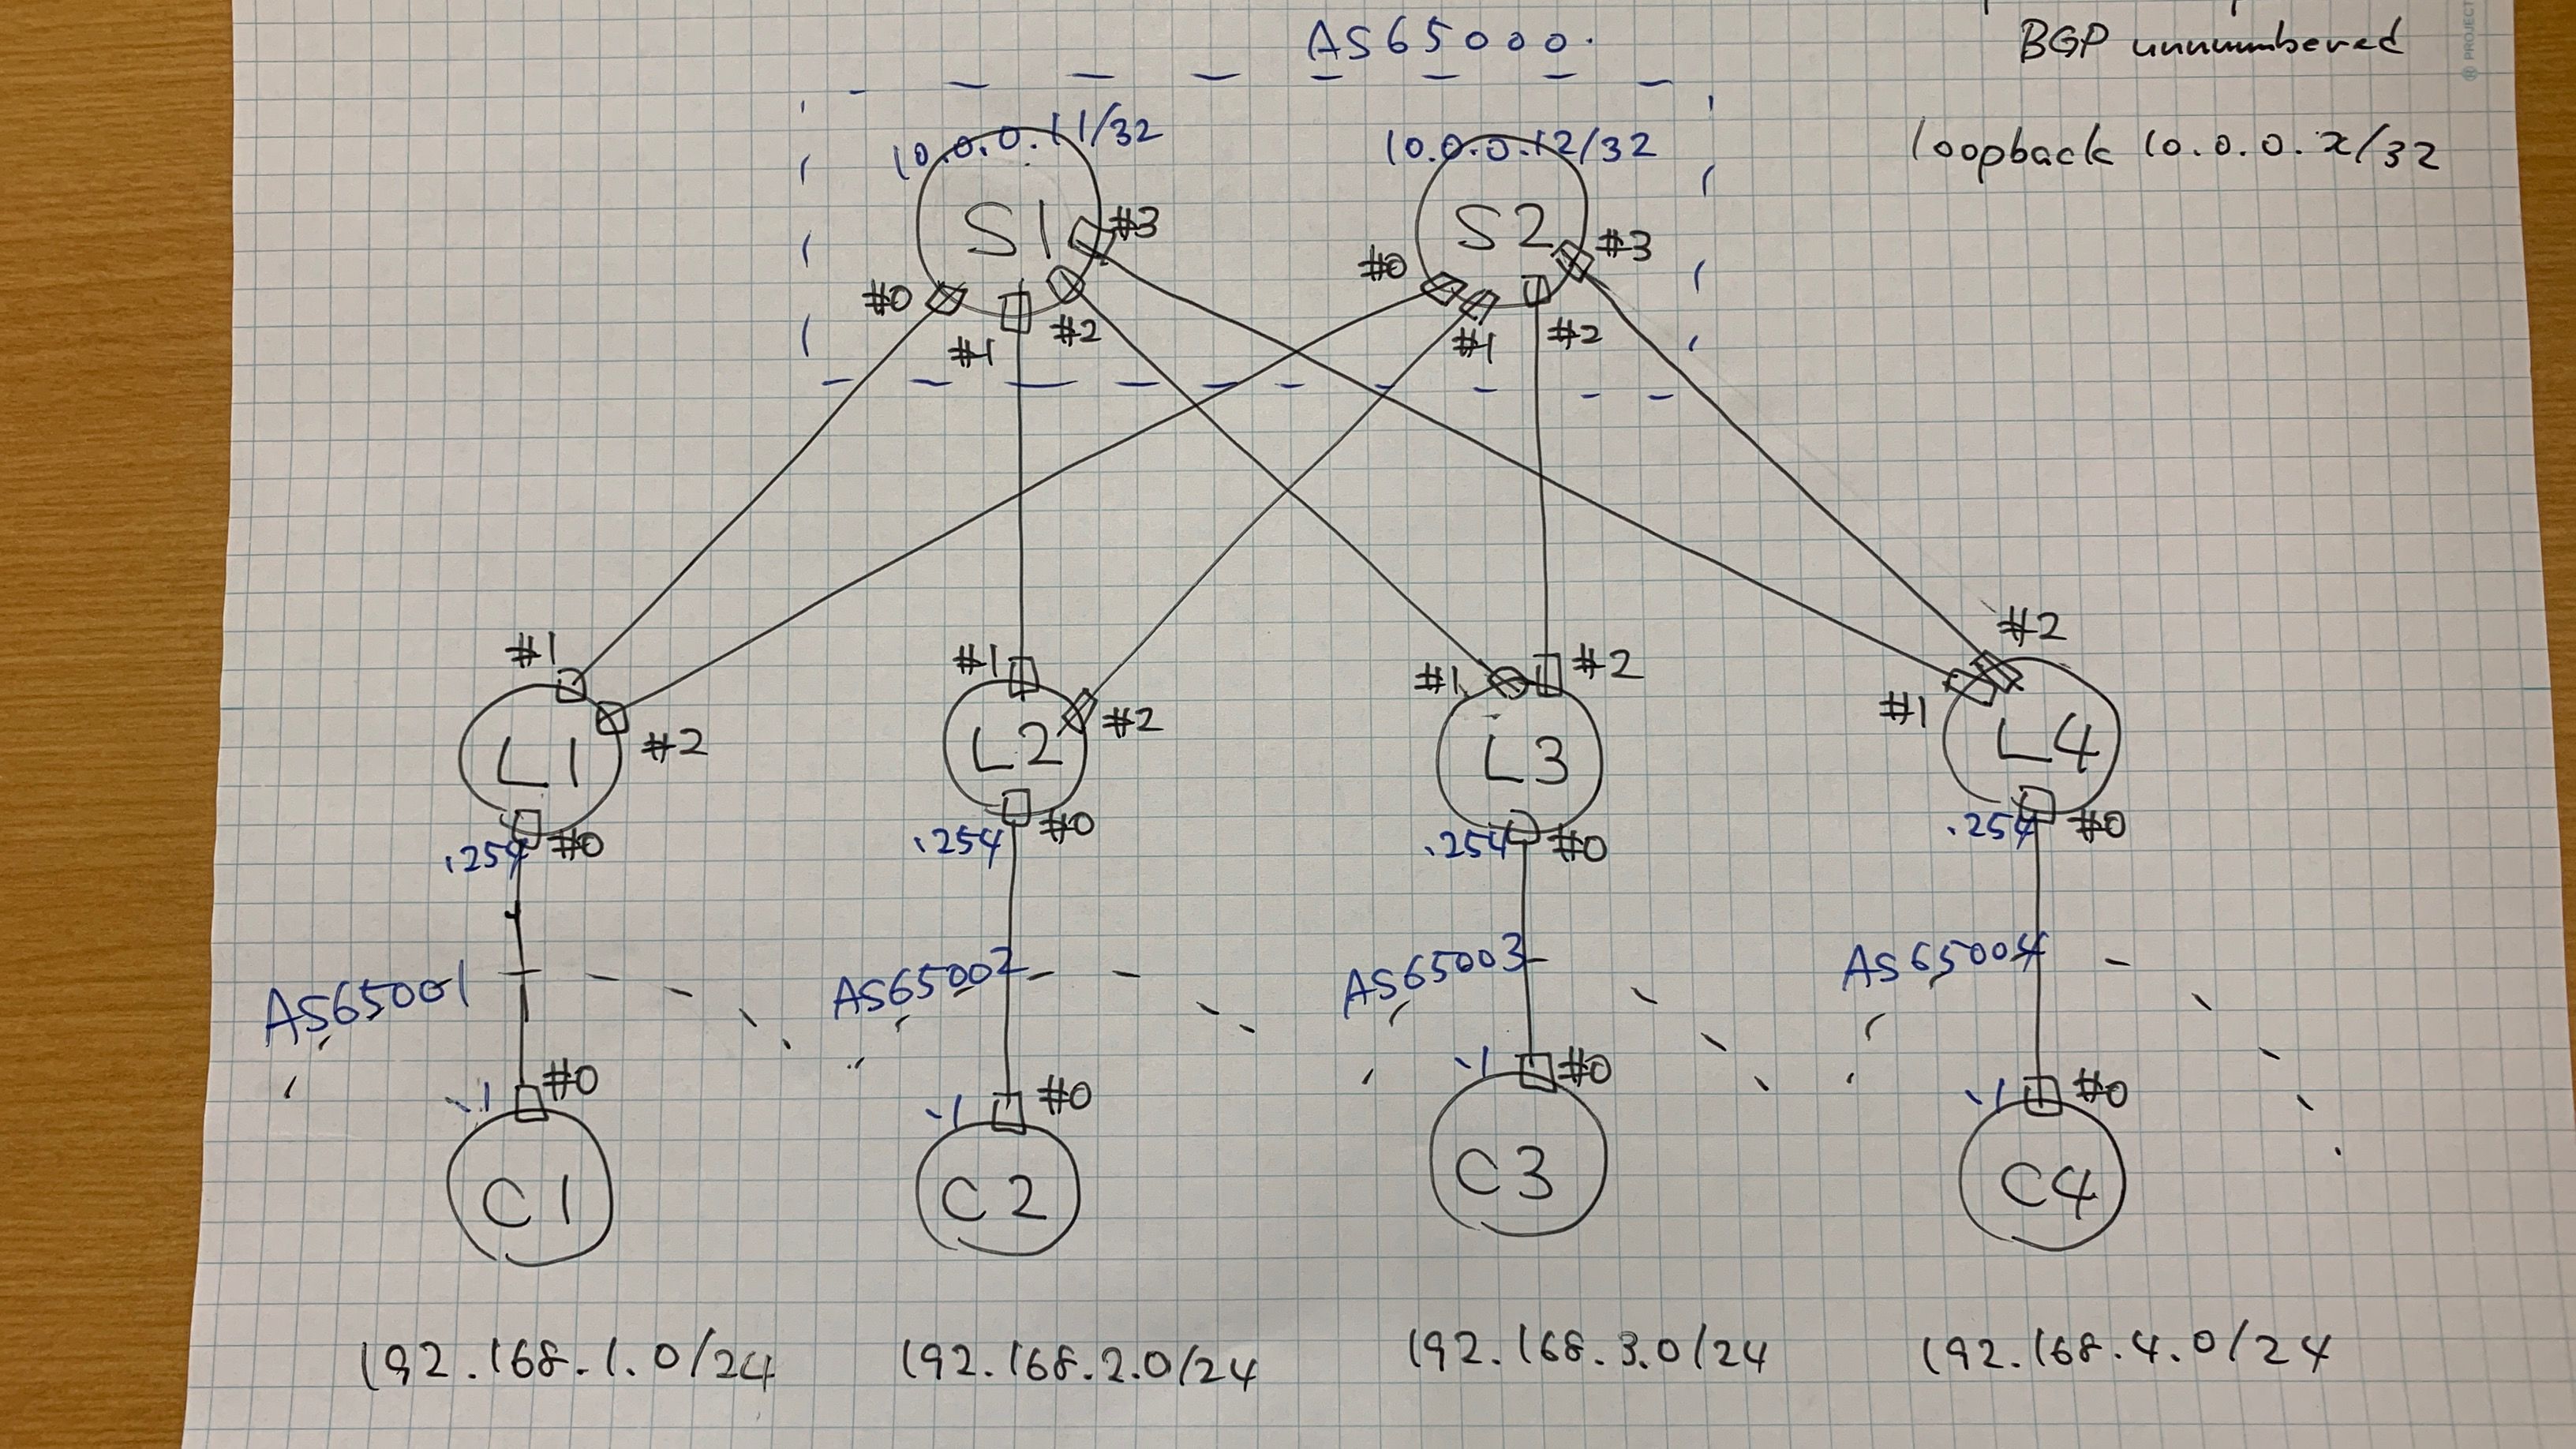 AS65000.
BGP unnumbered
® PROJECT
10.0.0.11/32
10.0.0.12/32
loopback 10.0.0.x/32
S1
S2
#3
#3
#0
#0
#1
#2
#1
#2
#1
#1
#1
#2
#2
#2
#2
#1
L1
L2
L3
L4
.254
#0
.254
#0
.254
#0
.254
#0
AS65001
AS65002
AS65003
AS65004
.1
#0
.1
#0
.1
#0
.1
#0
C1
C2
C3
C4
192.168.1.0/24
192.168.2.0/24
192.168.3.0/24
192.168.4.0/24